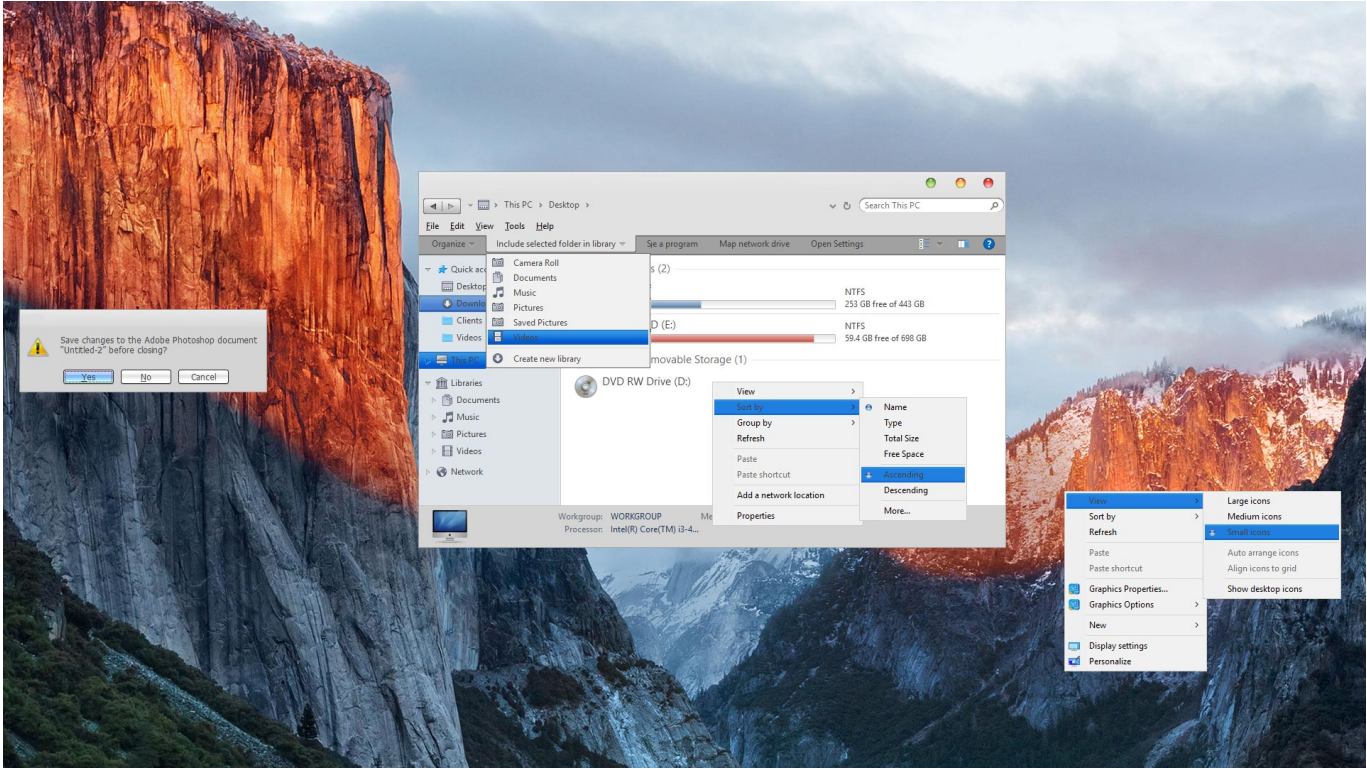 This PC › Desktop ›
Search This PC
File Edit View Tools Help
Organize
Include selected folder in library
a program
Map network drive
Open Settings
Quick
Desktop
Clients
Videos
This PC
Libraries
Documents
Music
Pictures
Videos
Network
Camera Roll
Documents
Music
Pictures
Saved Pictures
Videos
Create new library
(2)
NTFS
253 GB free of 443 GB
(E:)
NTFS
59.4 GB free of 698 GB
Storage (1)
DVD RW Drive (D:)
View
Sort by
Group by
Refresh
Paste
Paste shortcut
Add a network location
Properties
Name
Type
Total Size
Free Space
Ascending
Descending
More...
Workgroup: WORKGROUP
Processor: Intel(R) Core(TM) i3-4...
Save changes to the Adobe Photoshop document
"Untitled-2" before closing?
Yes
No
Cancel
View
Sort by
Refresh
Paste
Paste shortcut
Graphics Properties...
Graphics Options
New
Display settings
Personalize
Large icons
Medium icons
Small icons
Auto arrange icons
Align icons to grid
Show desktop icons